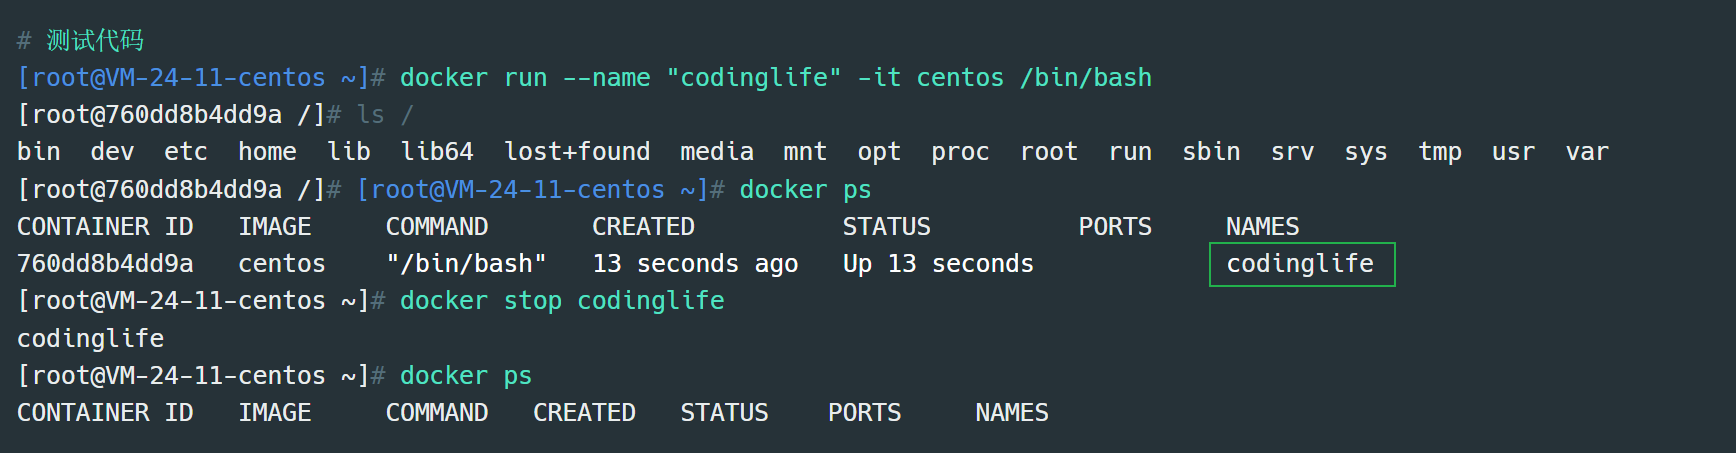 # 测试代码
[root@VM-24-11-centos ~]# docker run --name "codinglife" -it centos /bin/bash
[root@760dd8b4dd9a /]# ls /
bin  dev  etc  home  lib  lib64  lost+found  media  mnt  opt  proc  root  run  sbin  srv  sys  tmp  usr  var
[root@760dd8b4dd9a /]# [root@VM-24-11-centos ~]# docker ps
CONTAINER ID   IMAGE     COMMAND       CREATED          STATUS          PORTS     NAMES
760dd8b4dd9a   centos    "/bin/bash"   13 seconds ago   Up 13 seconds             codinglife
[root@VM-24-11-centos ~]# docker stop codinglife
codinglife
[root@VM-24-11-centos ~]# docker ps
CONTAINER ID   IMAGE     COMMAND   CREATED   STATUS    PORTS     NAMES